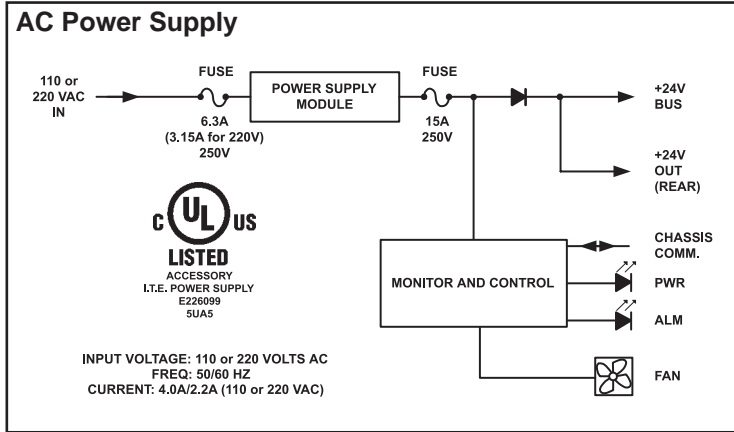 AC Power Supply
110 or
220 VAC
IN
FUSE
6.3A
(3.15A for 220V)
250V
POWER SUPPLY
MODULE
FUSE
15A
250V
+24V
BUS
+24V
OUT
(REAR)
C UL US
LISTED
ACCESSORY
I.T.E. POWER SUPPLY
E226099
5UA5
MONITOR AND CONTROL
CHASSIS
COMM.
PWR
ALM
FAN
INPUT VOLTAGE: 110 or 220 VOLTS AC
FREQ: 50/60 HZ
CURRENT: 4.0A/2.2A (110 or 220 VAC)